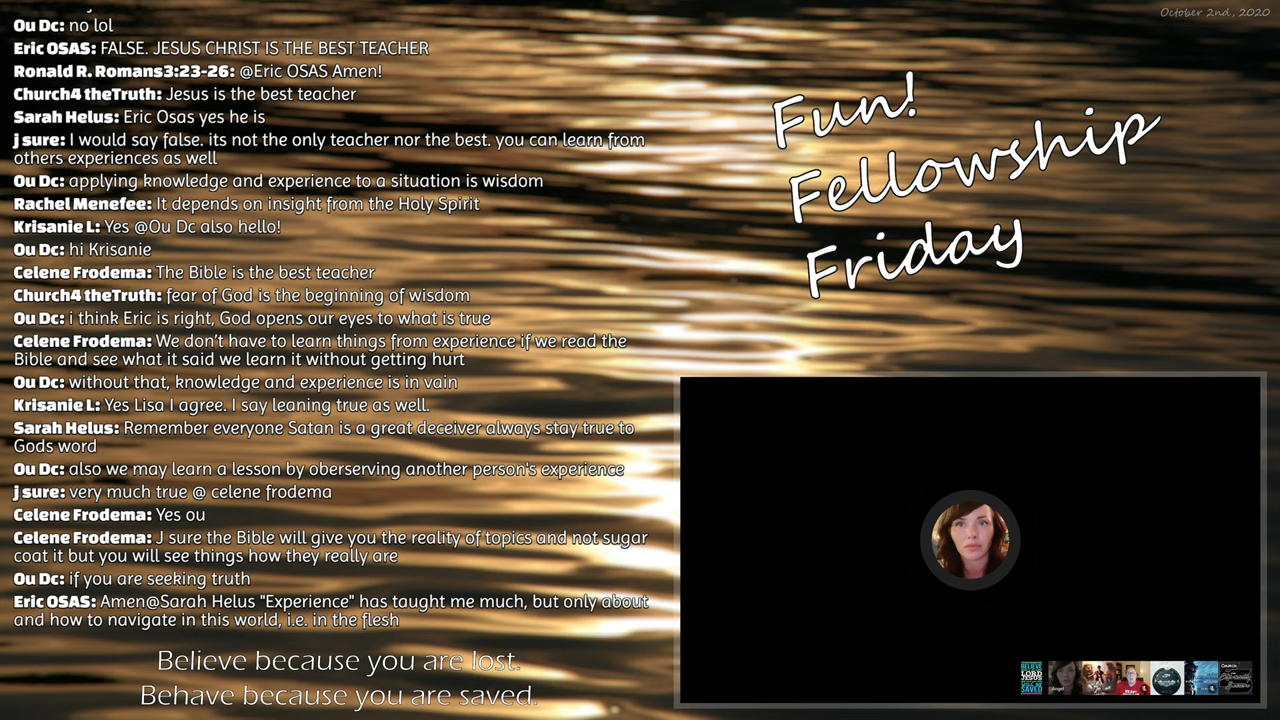 October 2nd, 2020
Ou Dc: no lol
Eric OSAS: FALSE. JESUS CHRIST IS THE BEST TEACHER
Ronald R. Romans3:23-26: @Eric OSAS Amen!
Church4 theTruth: Jesus is the best teacher
Sarah Helus: Eric Osas yes he is
j sure: I would say false. its not the only teacher nor the best. you can learn from
others experiences as well
Ou Dc: applying knowledge and experience to a situation is wisdom
Rachel Menefee: It depends on insight from the Holy Spirit
Krisanie L: Yes @Ou Dc also hello!
Ou Dc: hi Krisanie
Celene Frodema: The Bible is the best teacher
Church4 theTruth: fear of God is the beginning of wisdom
Ou Dc: i think Eric is right, God opens our eyes to what is true
Celene Frodema: We don't have to learn things from experience if we read the
Bible and see what it said we learn it without getting hurt
Ou Dc: without that, knowledge and experience is in vain
Krisanie L: Yes Lisa I agree. I say leaning true as well.
Sarah Helus: Remember everyone Satan is a great deceiver always stay true to
Gods word
Ou Dc: also we may learn a lesson by oberserving another person's experience
j sure: very much true @ celene frodema
Celene Frodema: Yes ou
Celene Frodema: J sure the Bible will give you the reality of topics and not sugar
coat it but you will see things how they really are
Ou Dc: if you are seeking truth
Eric OSAS: Amen@Sarah Helus "Experience" has taught me much, but only about
and how to navigate in this world, i.e. in the flesh
Believe because you are lost.
Behave because you are saved.
Fun!
Fellowship
Friday
BELIEVE
LORD
JESUS
SAVED
Angel
CHURCH